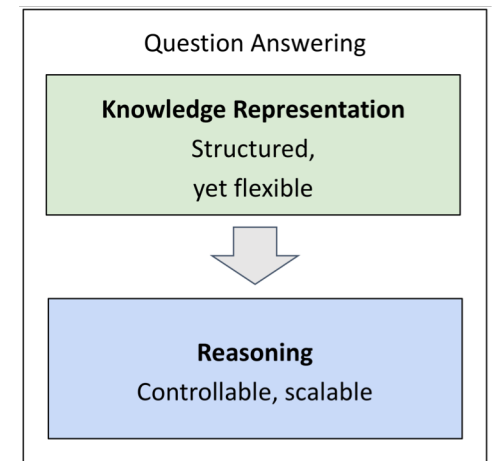 Question Answering
Knowledge Representation
Structured,
yet flexible
Reasoning
Controllable, scalable